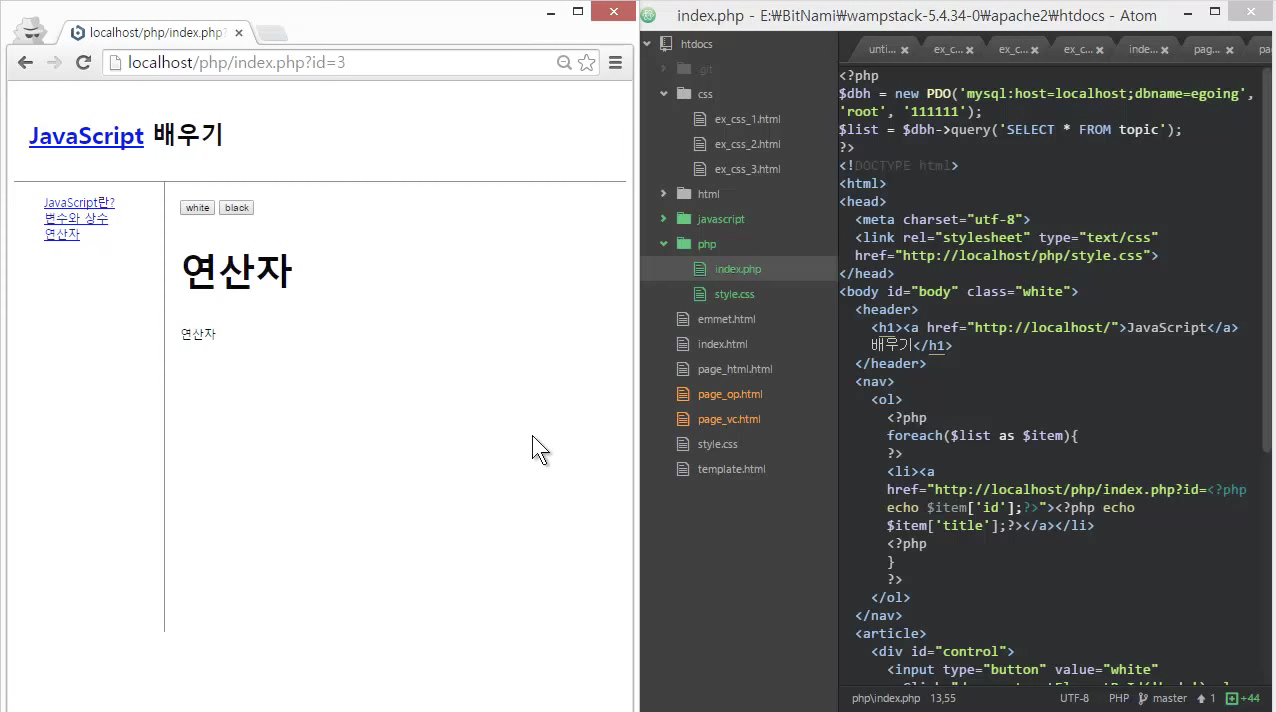 localhost/php/index.php?
localhost/php/index.php?id=3
JavaScript 배우기
JavaScript란?
변수와 상수
연산자
white
black
연산자
연산자
index.php - E:₩BitNami₩wampstack-5.4.34-0₩apache2₩htdocs - Atom
htdocs
.git
css
ex_css_1.html
ex_css_2.html
ex_css_3.html
html
javascript
php
index.php
style.css
emmet.html
index.html
page_html.html
page_op.html
page_vc.html
style.css
template.html
unti...
ex_c...
ex_c...
ex_c...
inde...
pag...
pa
<?php
$dbh = new PDO('mysql:host=localhost;dbname=egoing',
'root', '111111');
$list = $dbh->query('SELECT * FROM topic');
?>
<!DOCTYPE html>
<html>
<head>
<meta charset="utf-8">
<link rel="stylesheet" type="text/css"
href="http://localhost/php/style.css">
</head>
<body id="body" class="white">
<header>
<h1><a href="http://localhost/">JavaScript</a>
배우기</h1>
</header>
<nav>
<ol>
<?php
foreach($list as $item){
?>
<li><a
href="http://localhost/php/index.php?id=<?php
echo $item['id'];?>"><?php echo
$item['title'];?></a></li>
<?php
}
?>
</ol>
</nav>
<article>
<div id="control">
<input type="button" value="white"
php\index.php
13,55
UTF-8
PHP
master
1
+44